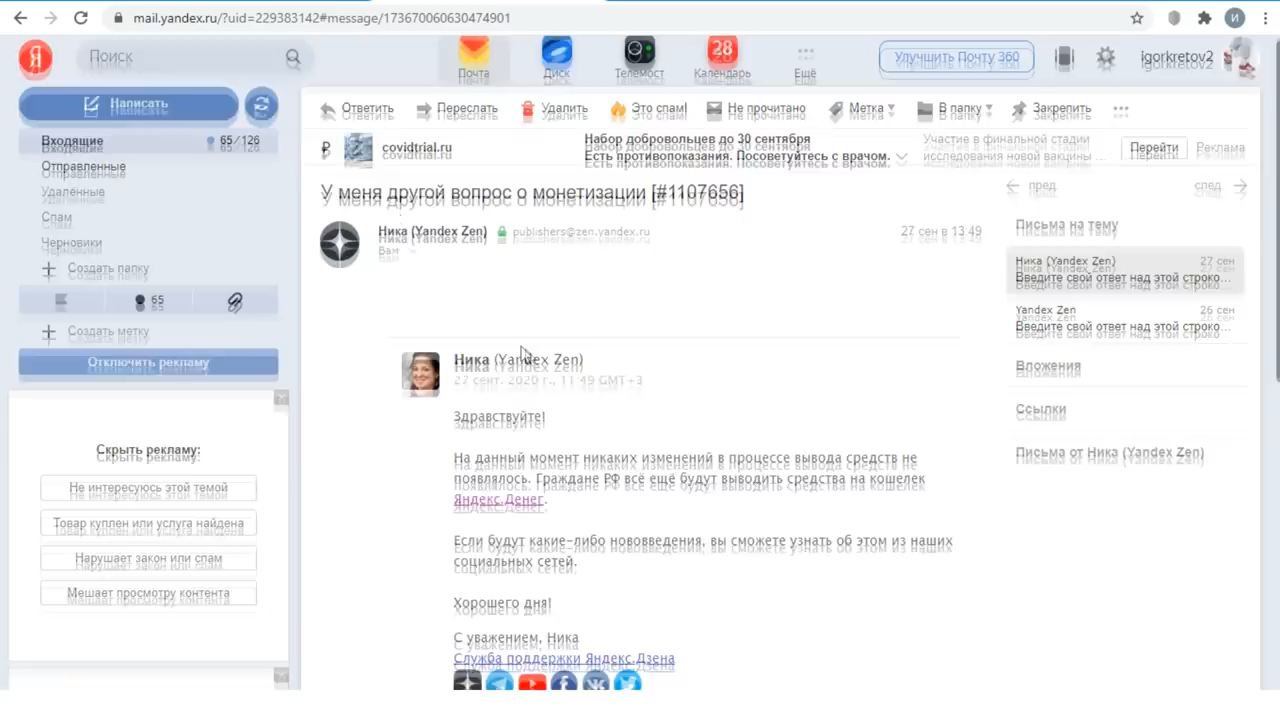 mail.yandex.ru/?uid=229383142#message/173670060630474901
И
Я
Поиск
28
Почта
Диск
Телемост
Календарь
Ещё
Улучшить Почту 360
igorkretov2
Написать
Ответить
Переслать
Удалить
Это спам!
Не прочитано
Метка
В папку
Закрепить
Входящие
65/126
Отправленные
Удалённые
Спам
Черновики
Создать папку
65
Создать метку
Отключить рекламу
₽
covidtrial.ru
Набор добровольцев до 30 сентября
Есть противопоказания. Посоветуйтесь с врачом.
Участие в финальной стадии
исследования новой вакцины ...
Перейти
Реклама
У меня другой вопрос о монетизации [#1107656]
пред.
след.
Ника (Yandex Zen)
publishers@zen.yandex.ru
27 сен в 13:49
Вам
Письма на тему
Ника (Yandex Zen)
27 сен
Введите свой ответ над этой строко...
Yandex Zen
26 сен
Введите свой ответ над этой строко...
Вложения
Ссылки
Письма от Ника (Yandex Zen)
Ника (Yandex Zen)
27 сент. 2020 г., 11:49 GMT+3
Здравствуйте!
На данный момент никаких изменений в процессе вывода средств не
появлялось. Граждане РФ всё ещё будут выводить средства на кошелек
Яндекс.Денег.
Если будут какие-либо нововведения, вы сможете узнать об этом из наших
социальных сетей.
Хорошего дня!
С уважением, Ника
Служба поддержки Яндекс.Дзена
Скрыть рекламу:
Не интересуюсь этой темой
Товар куплен или услуга найдена
Нарушает закон или спам
Мешает просмотру контента